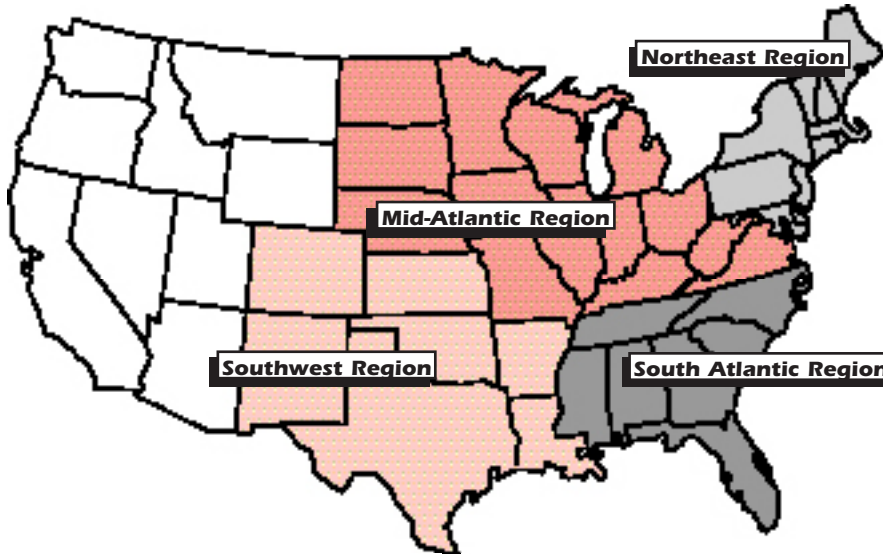 Northeast Region
Mid-Atlantic Region
Southwest Region
South Atlantic Region